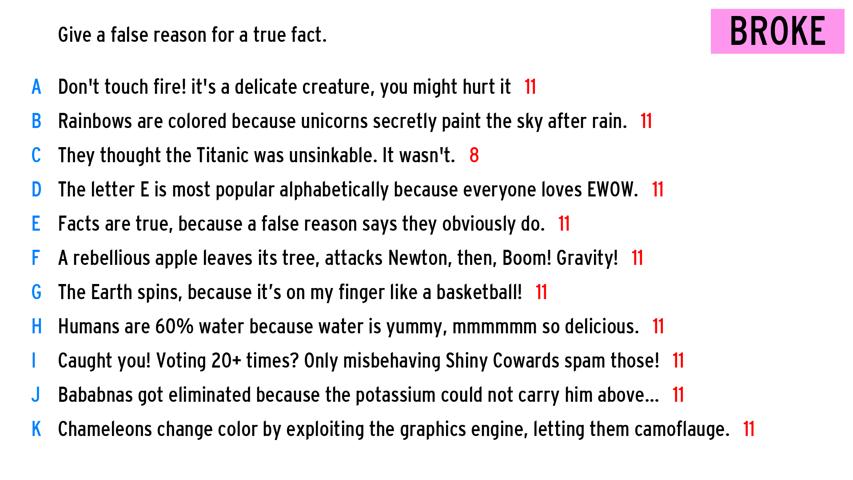 Give a false reason for a true fact.
BROKE
A Don't touch fire! it's a delicate creature, you might hurt it 11
B Rainbows are colored because unicorns secretly paint the sky after rain. 11
C They thought the Titanic was unsinkable. It wasn't. 8
D The letter E is most popular alphabetically because everyone loves EWOW. 11
E Facts are true, because a false reason says they obviously do. 11
F A rebellious apple leaves its tree, attacks Newton, then, Boom! Gravity! 11
G The Earth spins, because it’s on my finger like a basketball! 11
H Humans are 60% water because water is yummy, mmmmmm so delicious. 11
I Caught you! Voting 20+ times? Only misbehaving Shiny Cowards spam those! 11
J Bababnas got eliminated because the potassium could not carry him above... 11
K Chameleons change color by exploiting the graphics engine, letting them camoflauge. 11